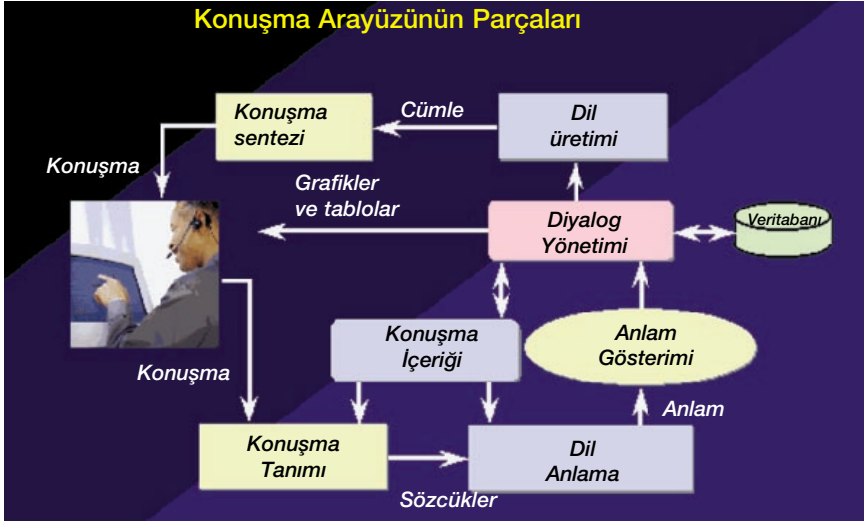 Konuşma Arayüzünün Parçaları
Konuşma
sentezi
Cümle
Dil
üretimi
Konuşma
Grafikler
ve tablolar
Diyalog
Yönetimi
Veritabanı
Konuşma
İçeriği
Anlam
Gösterimi
Konuşma
Anlam
Konuşma
Tanımı
Sözcükler
Dil
Anlama